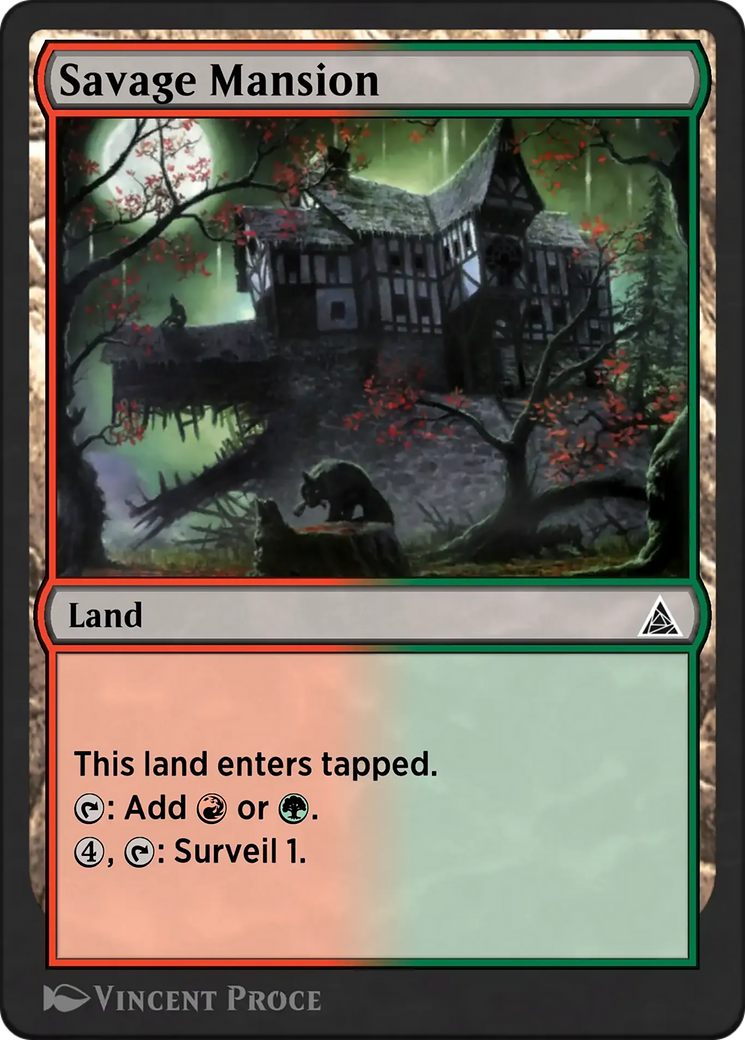 Savage Mansion
Land
This land enters tapped.
: Add or .
4, : Surveil 1.
Vincent Proce